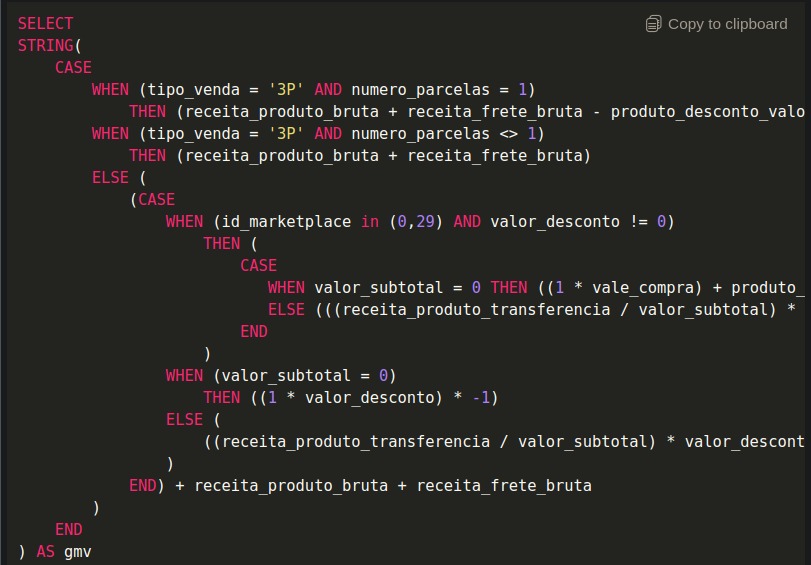 Copy to clipboard
SELECT
STRING(
    CASE
        WHEN (tipo_venda = '3P' AND numero_parcelas = 1)
            THEN (receita_produto_bruta + receita_frete_bruta - produto_desconto_valo
        WHEN (tipo_venda = '3P' AND numero_parcelas <> 1)
            THEN (receita_produto_bruta + receita_frete_bruta)
        ELSE (
            (CASE
                WHEN (id_marketplace in (0,29) AND valor_desconto != 0)
                    THEN (
                        CASE
                           WHEN valor_subtotal = 0 THEN ((1 * vale_compra) + produto_
                           ELSE (((receita_produto_transferencia / valor_subtotal) *
                        END
                    )
                WHEN (valor_subtotal = 0)
                    THEN ((1 * valor_desconto) * -1)
                ELSE (
                    ((receita_produto_transferencia / valor_subtotal) * valor_descont
                )
            END) + receita_produto_bruta + receita_frete_bruta
        )
    END
) AS gmv